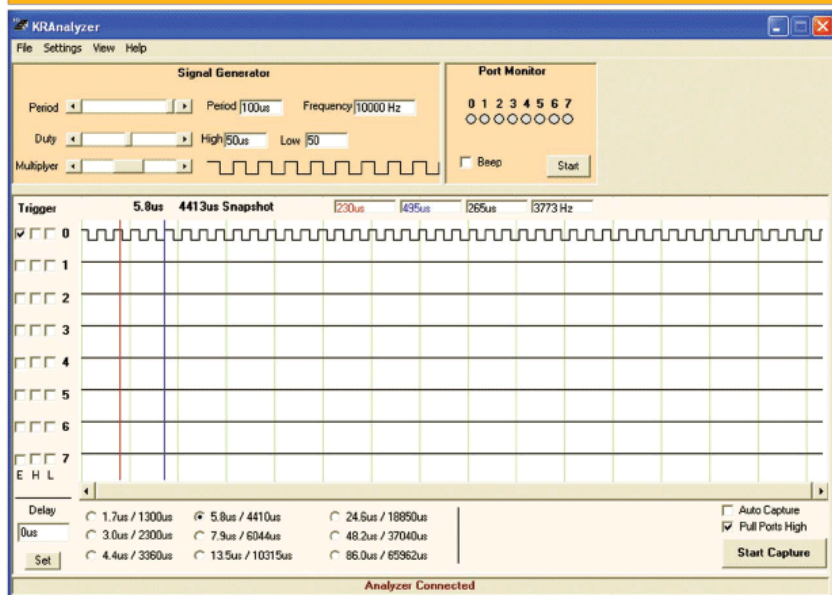 KRAnalyzer
File Settings View Help
Signal Generator
Period Period 100us Frequency 10000 Hz
Duty High 50us Low 50
Multiplyer
Port Monitor
0 1 2 3 4 5 6 7
Beep Start
Trigger 5.8us 4413us Snapshot 230us 495us 265us 3773 Hz
0
1
2
3
4
5
6
7
E H L
Delay
0us
Set
1.7us / 1300us 5.8us / 4410us 24.6us / 18850us
3.0us / 2300us 7.9us / 6044us 48.2us / 37040us
4.4us / 3360us 13.5us / 10315us 86.0us / 65962us
Auto Capture
Pull Ports High
Start Capture
Analyzer Connected